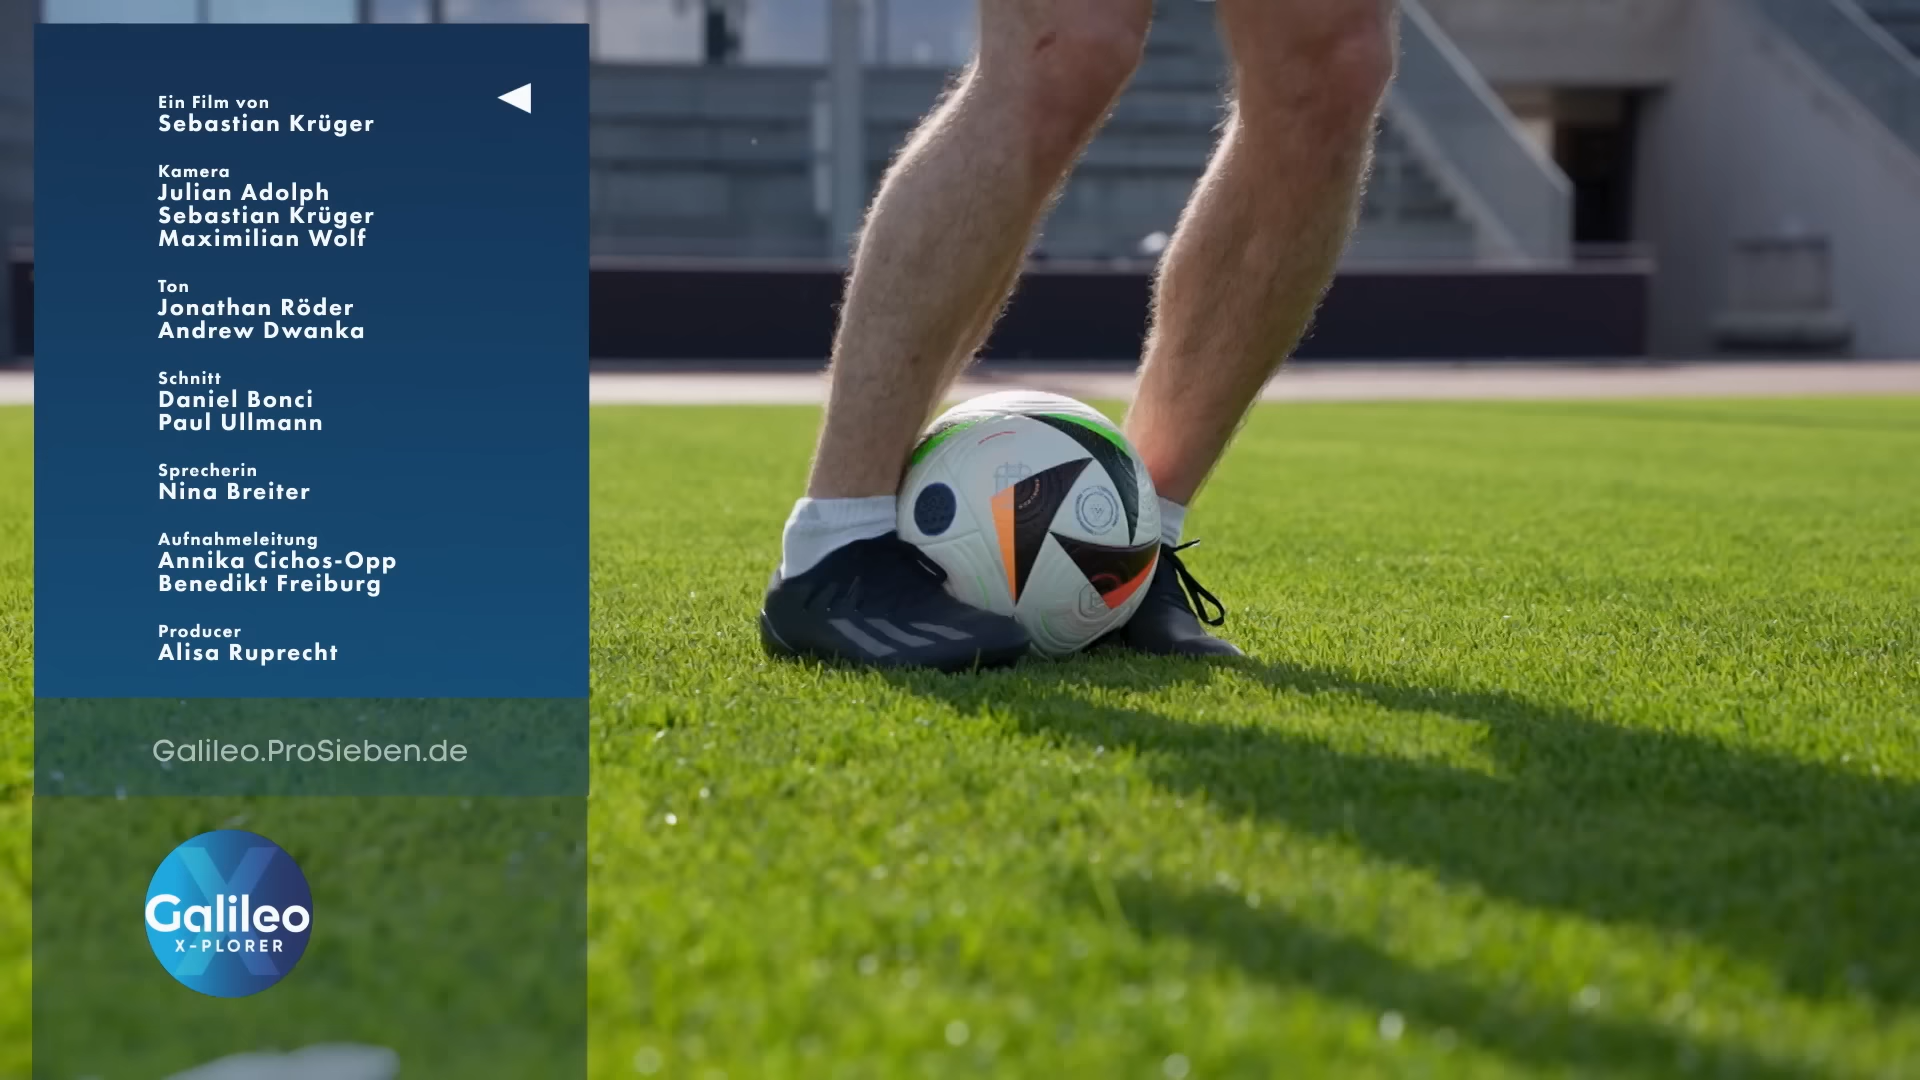 Ein Film von
Sebastian Krüger
Kamera
Julian Adolph
Sebastian Krüger
Maximilian Wolf
Ton
Jonathan Röder
Andrew Dwanka
Schnitt
Daniel Bonci
Paul Ullmann
Sprecherin
Nina Breiter
Aufnahmeleitung
Annika Cichos-Opp
Benedikt Freiburg
Producer
Alisa Ruprecht
Galileo.ProSieben.de
Galileo
X-PLORER